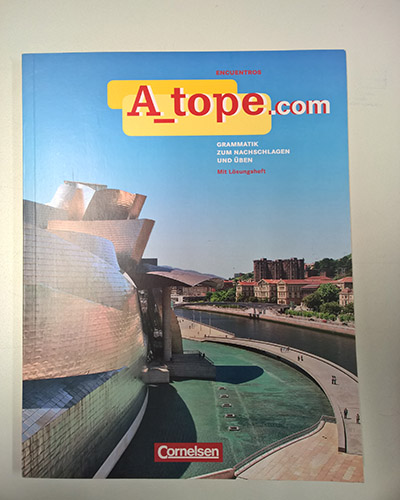 ENCUENTROS
A_tope.com
GRAMMATIK
ZUM NACHSCHLAGEN
UND ÜBEN
Mit Lösungsheft
Cornelsen